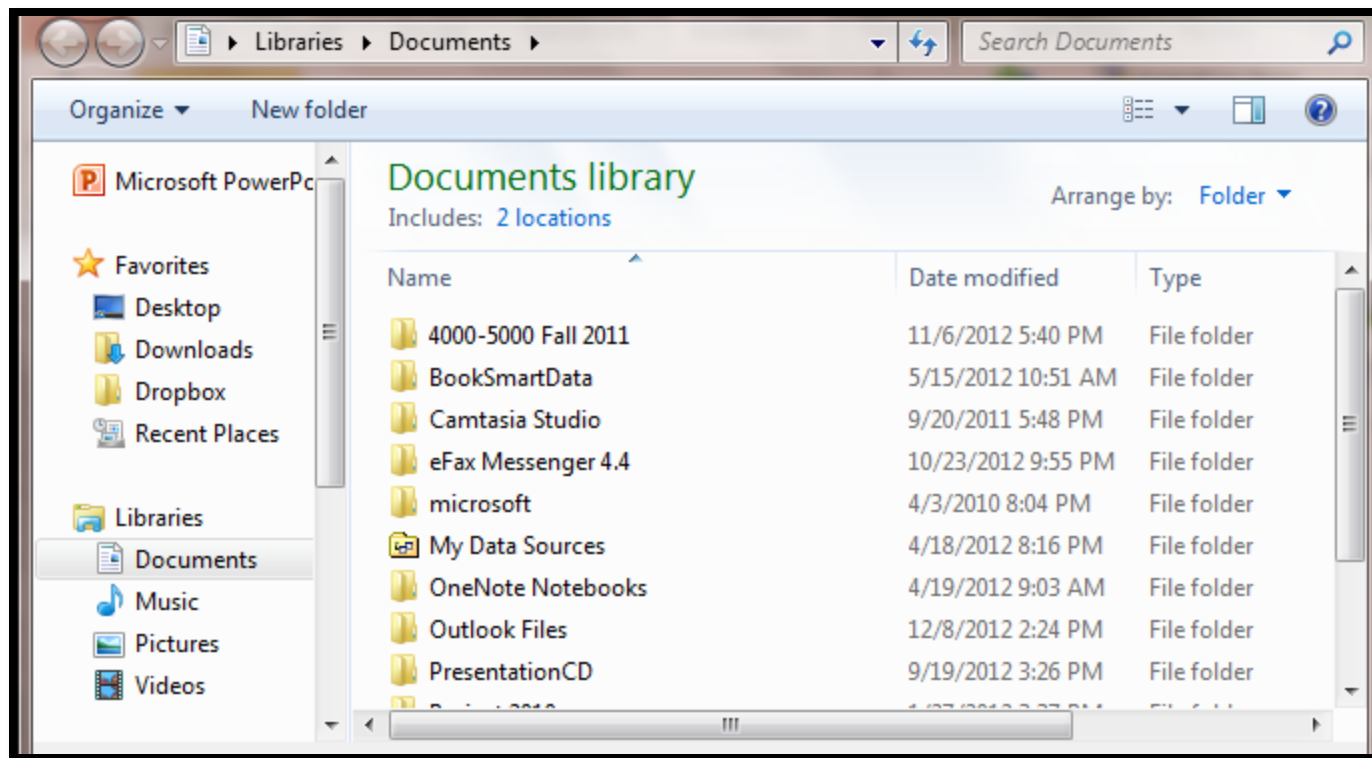 Libraries Documents Search Documents
Organize New folder
Microsoft PowerPo
Favorites
Desktop
Downloads
Dropbox
Recent Places
Libraries
Documents
Music
Pictures
Videos
Documents library
Includes: 2 locations
Arrange by: Folder
Name Date modified Type
4000-5000 Fall 2011 11/6/2012 5:40 PM File folder
BookSmartData 5/15/2012 10:51 AM File folder
Camtasia Studio 9/20/2011 5:48 PM File folder
eFax Messenger 4.4 10/23/2012 9:55 PM File folder
microsoft 4/3/2010 8:04 PM File folder
My Data Sources 4/18/2012 8:16 PM File folder
OneNote Notebooks 4/19/2012 9:03 AM File folder
Outlook Files 12/8/2012 2:24 PM File folder
PresentationCD 9/19/2012 3:26 PM File folder